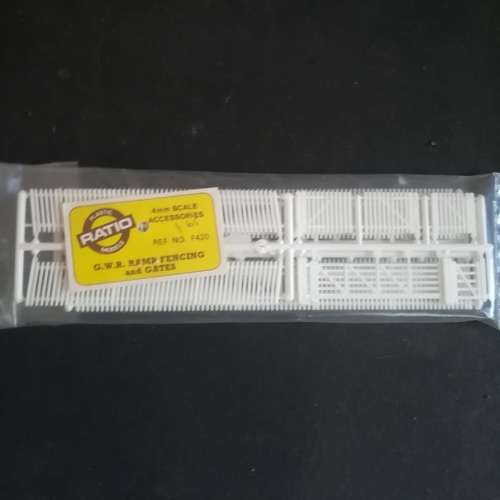 PLASTIC
RATIO
MODELS
4mm SCALE
ACCESSORIES
REF NO. F420
G.W.R. RAMP FENCING
and GATES